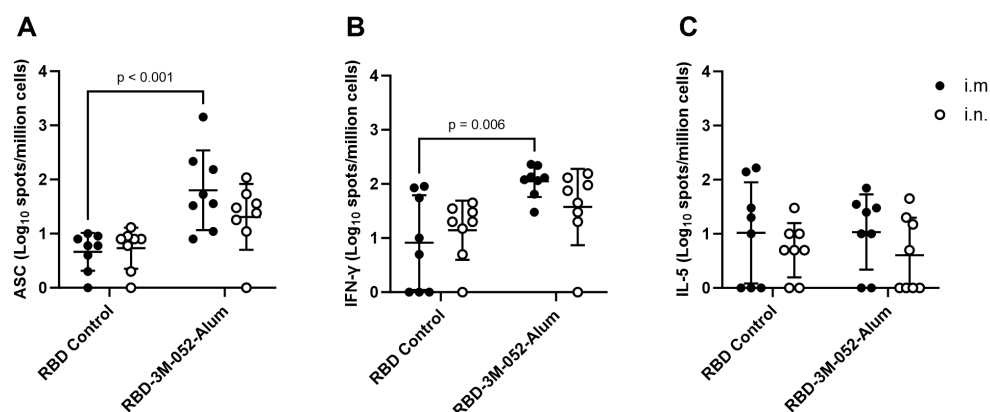 A
ASC (Log10 spots/million cells)
4
3
2
1
0
p < 0.001
RBD Control
RBD-3M-052-Alum
B
IFN-γ (Log10 spots/million cells)
4
3
2
1
0
p = 0.006
RBD Control
RBD-3M-052-Alum
C
IL-5 (Log10 spots/million cells)
4
3
2
1
0
RBD Control
RBD-3M-052-Alum
i.m
i.n.